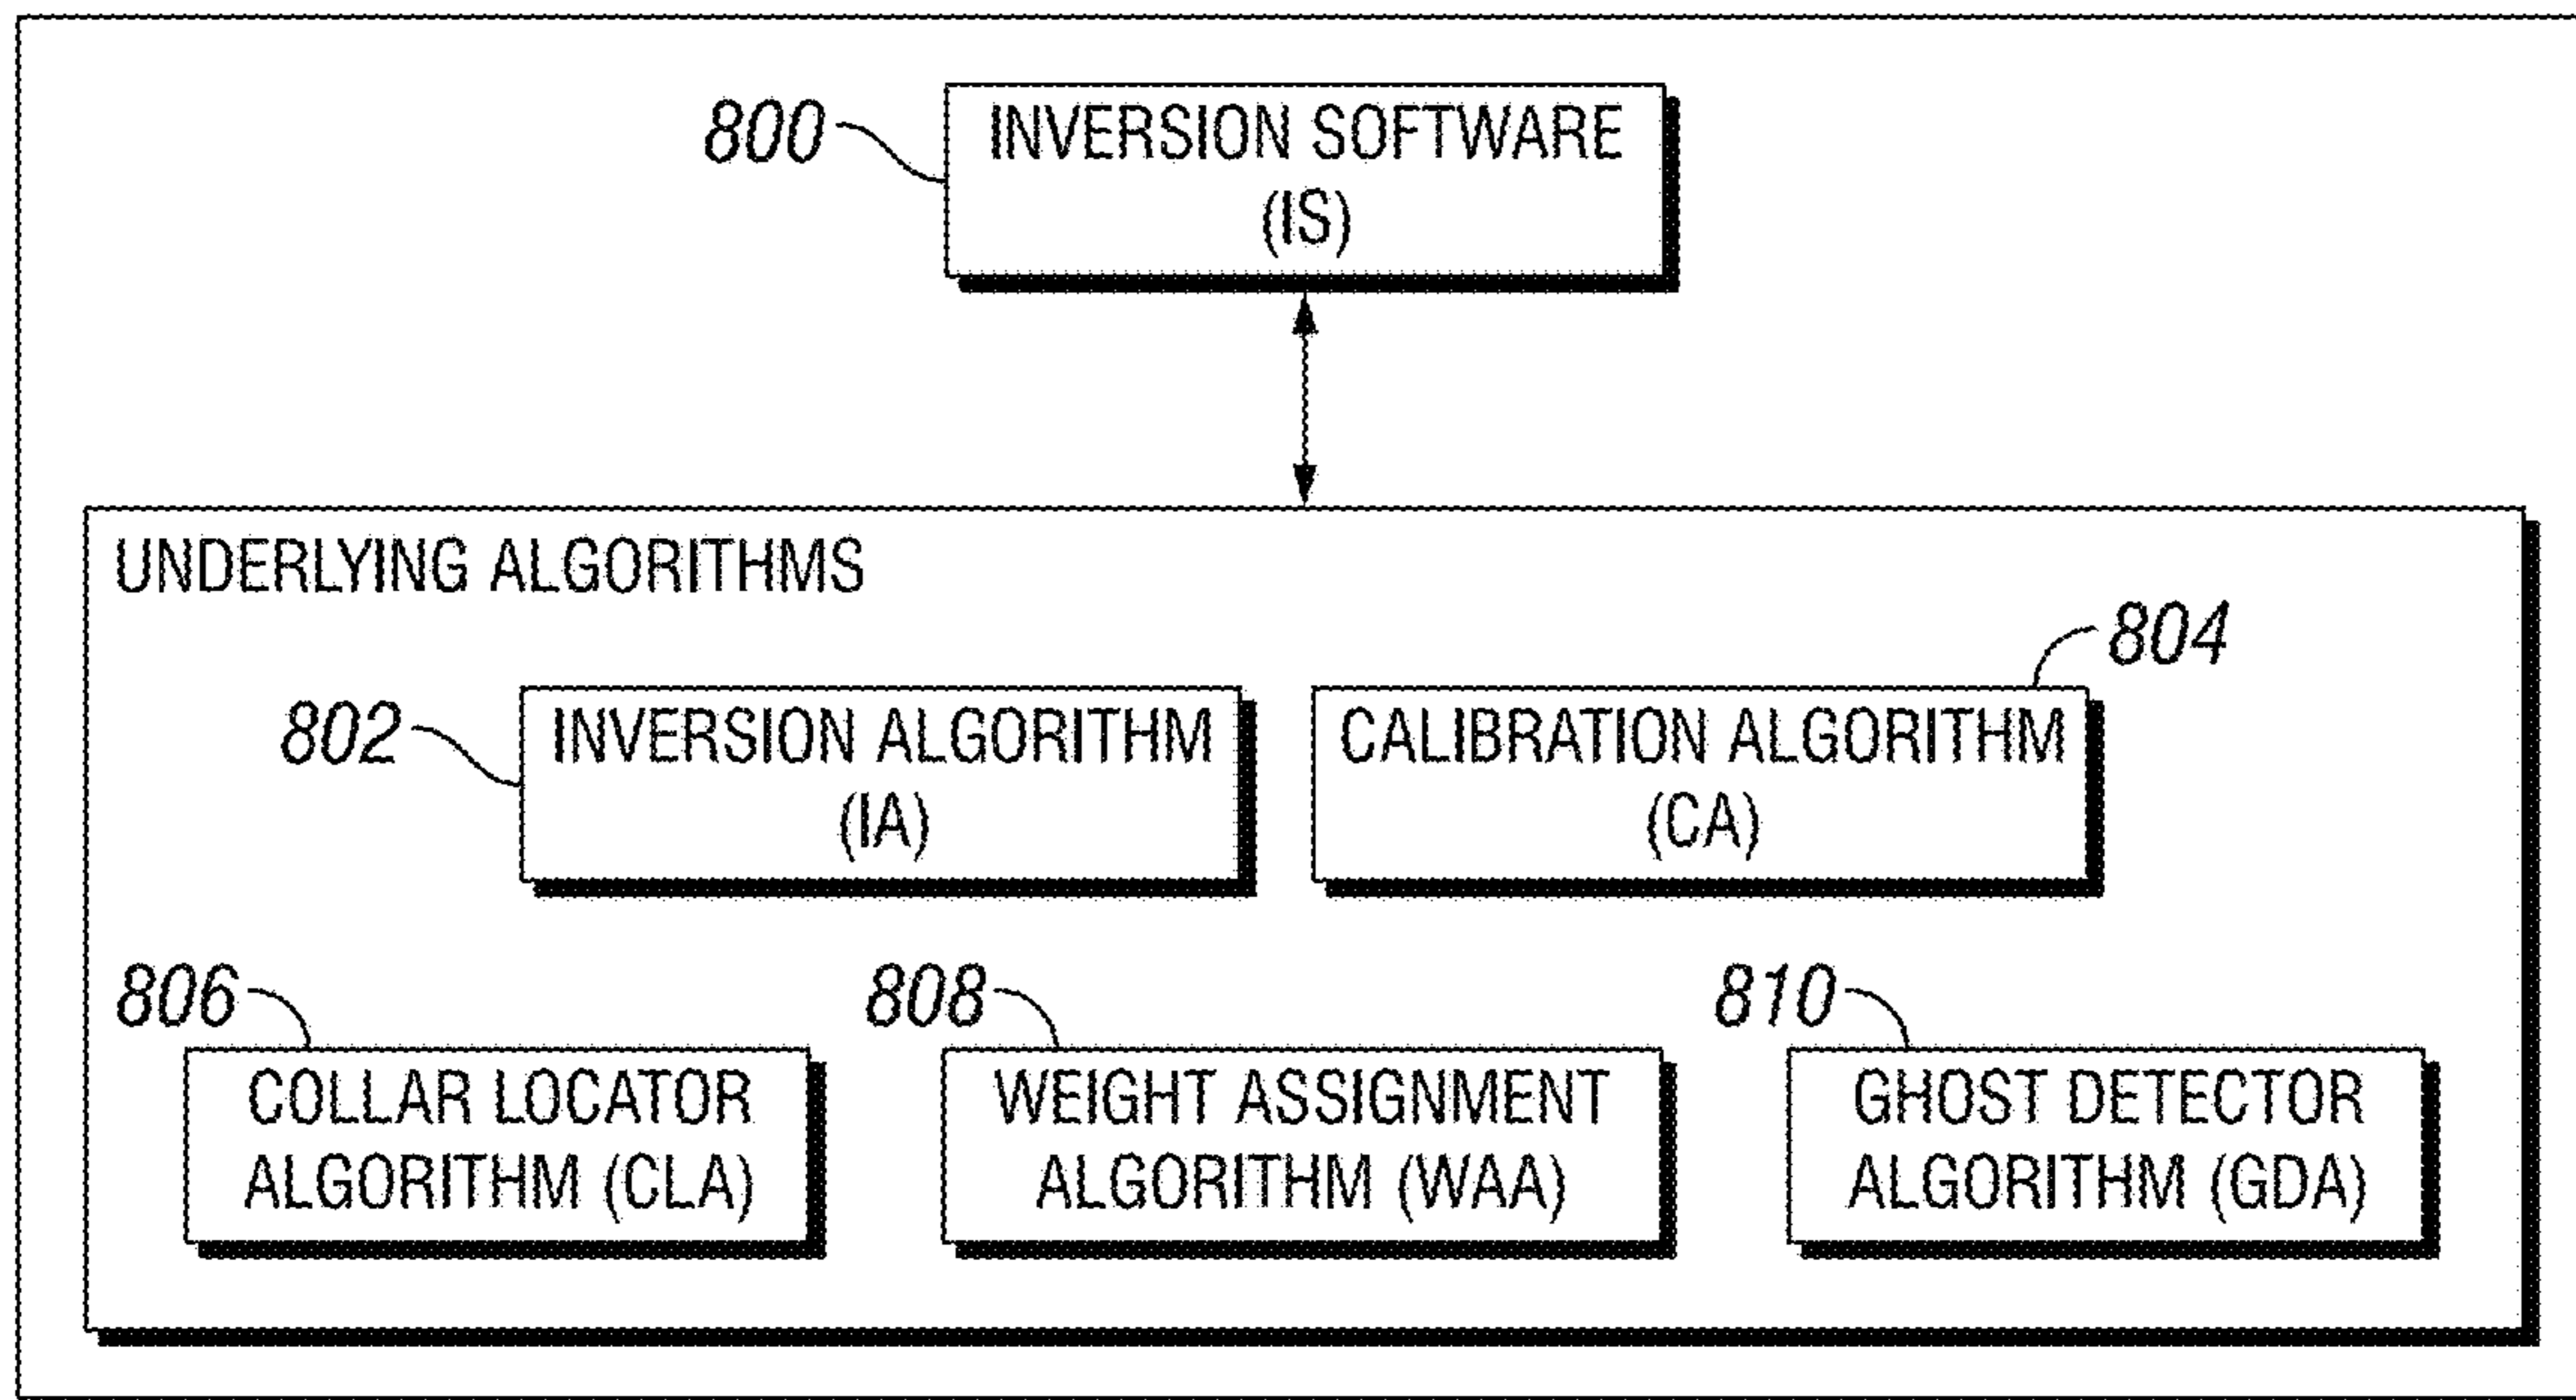 800
INVERSION SOFTWARE
(IS)
UNDERLYING ALGORITHMS
802
INVERSION ALGORITHM
(IA)
804
CALIBRATION ALGORITHM
(CA)
806
COLLAR LOCATOR
ALGORITHM (CLA)
808
WEIGHT ASSIGNMENT
ALGORITHM (WAA)
810
GHOST DETECTOR
ALGORITHM (GDA)